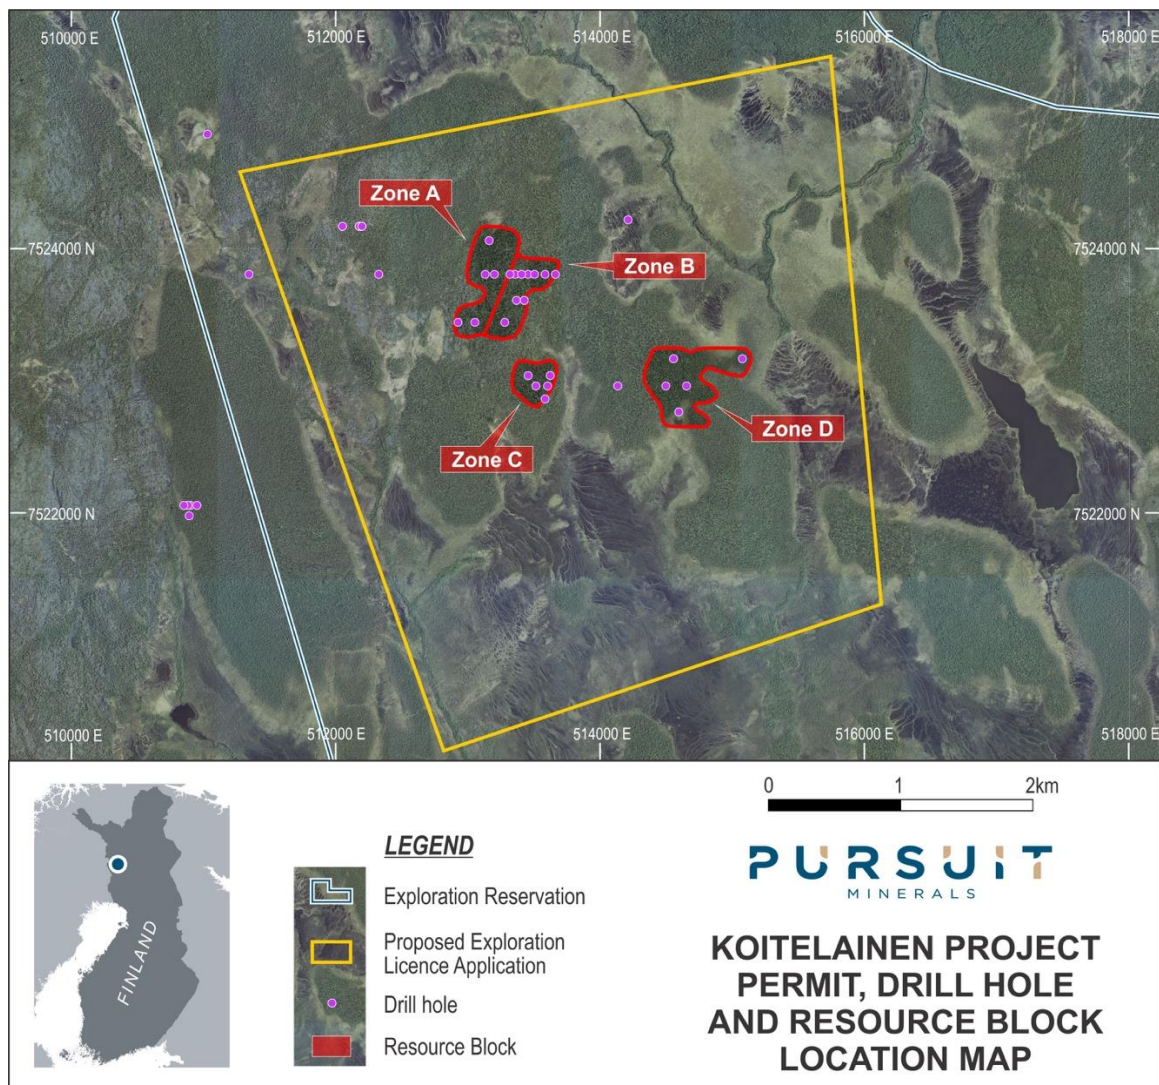 510000 E
512000 E
514000 E
516000 E
518000 E
Zone A
7524000 N
7524000 N
Zone B
Zone D
Zone C
7522000 N
7522000 N
510000 E
512000 E
514000 E
516000 E
518000 E
FINLAND
LEGEND
Exploration Reservation
Proposed Exploration
Licence Application
Drill hole
Resource Block
0 1 2km
PURSUIT
MINERALS
KOITELAINEN PROJECT
PERMIT, DRILL HOLE
AND RESOURCE BLOCK
LOCATION MAP